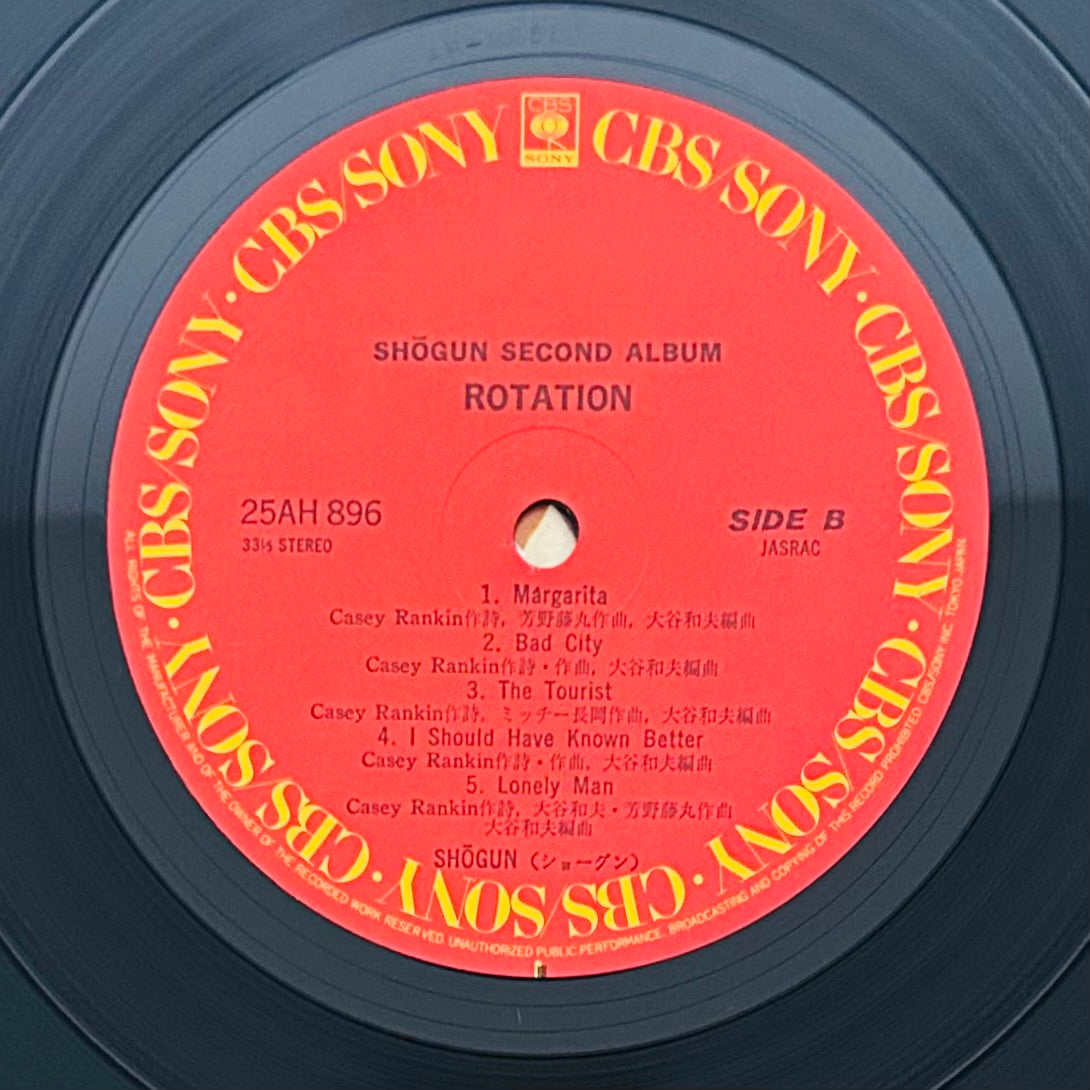 CBS
SONY
CBS/SONY · CBS/SONY · CBS/SONY · CBS/SONY · CBS/SONY · CBS/SONY · CBS/SONY · CBS/SONY
SHŌGUN SECOND ALBUM
ROTATION
25AH 896
33⅓ STEREO
SIDE B
JASRAC
1. Margarita
Casey Rankin作詩, 芳野藤丸作曲, 大谷和夫編曲
2. Bad City
Casey Rankin作詩・作曲, 大谷和夫編曲
3. The Tourist
Casey Rankin作詩, ミッチー長岡作曲, 大谷和夫編曲
4. I Should Have Known Better
Casey Rankin作詩・作曲, 大谷和夫編曲
5. Lonely Man
Casey Rankin作詩, 大谷和夫・芳野藤丸作曲
大谷和夫編曲
SHŌGUN (ショーグン)
ALL RIGHTS OF THE MANUFACTURER AND OF THE OWNER OF THE RECORDED WORK RESERVED. UNAUTHORIZED PUBLIC PERFORMANCE. BROADCASTING AND COPYING OF THIS RECORD PROHIBITED CBS/SONY INC. TOKYO JAPAN